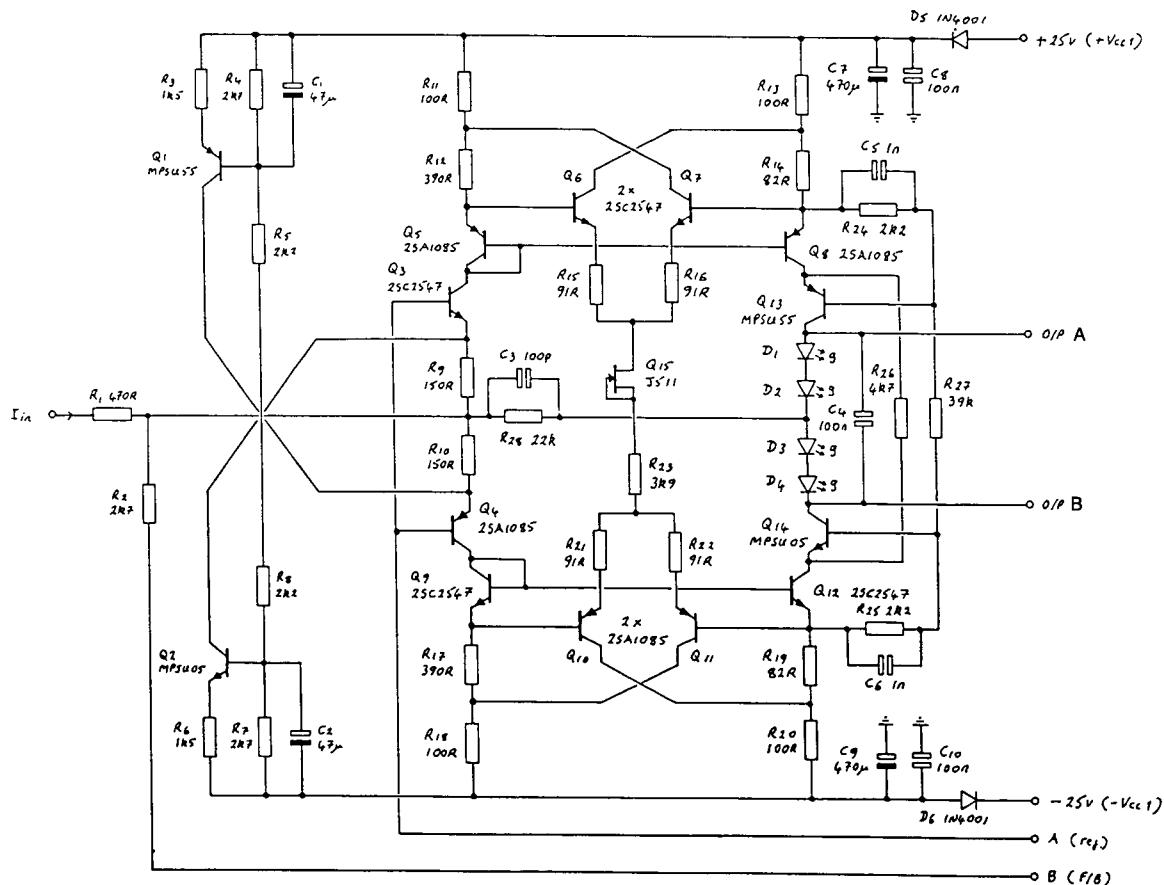 D5 1N4001
+25v (+Vcc1)
R3
1k5
R4
2k7
C1
47µ
R11
100R
R13
100R
C7
470µ
C8
100n
Q1
MPSU55
R12
390R
Q6
2x
2SC2547
Q7
R14
82R
C5 1n
R24 2k2
R5
2k2
Q5
2SA1085
Q3
2SC2547
R15
91R
R16
91R
Q8 2SA1085
Q13
MPSU55
O/P A
R1 470R
Iin
R9
150R
C3 100p
Q15
J511
D1
g
D2
g
R26
4k7
C4
100n
R27
39k
R28 22k
R10
150R
R2
2k7
R23
3k9
D3
g
D4
g
O/P B
Q4
2SA1085
Q14
MPSU05
R21
91R
R22
91R
R8
2k2
Q9
2SC2547
Q12 2SC2547
R25 2k2
2x
2SA1085
Q10
Q11
Q2
MPSU05
R17
390R
R19
82R
C6 1n
R6
1k5
R7
2k7
C2
47µ
R18
100R
R20
100R
C9
470µ
C10
100n
D6 1N4001
-25v (-Vcc1)
A (ref)
B (F/B)